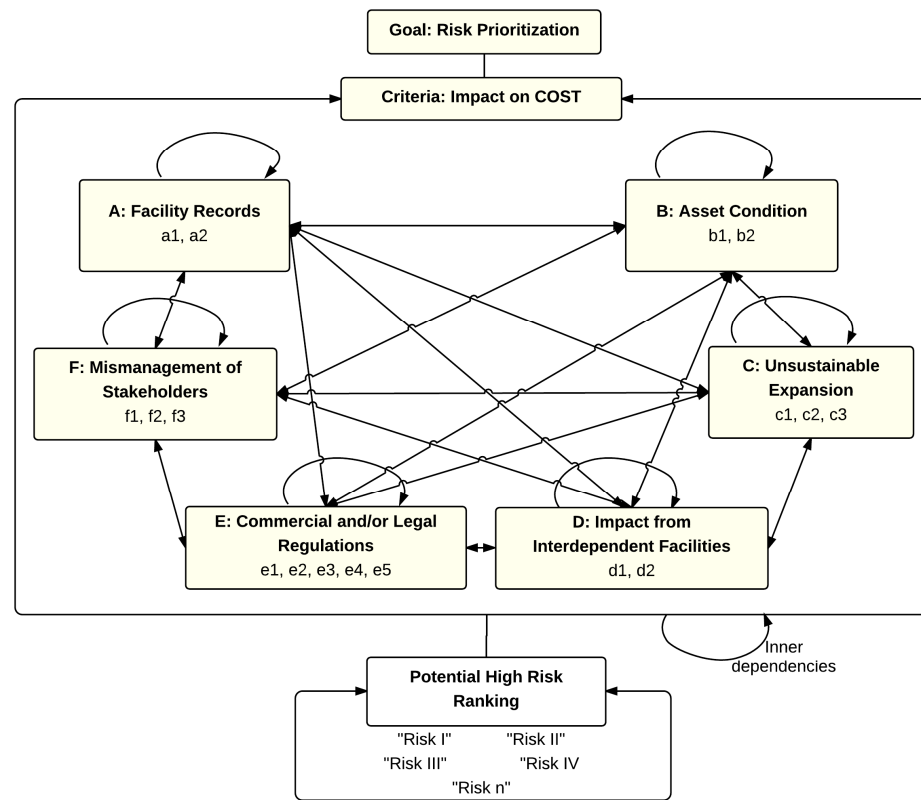 Goal: Risk Prioritization
Criteria: Impact on COST
A: Facility Records
a1, a2
B: Asset Condition
b1, b2
F: Mismanagement of
Stakeholders
f1, f2, f3
C: Unsustainable
Expansion
c1, c2, c3
E: Commercial and/or Legal
Regulations
e1, e2, e3, e4, e5
D: Impact from
Interdependent Facilities
d1, d2
Inner
dependencies
Potential High Risk
Ranking
"Risk I" "Risk II"
"Risk III" "Risk IV
"Risk n"